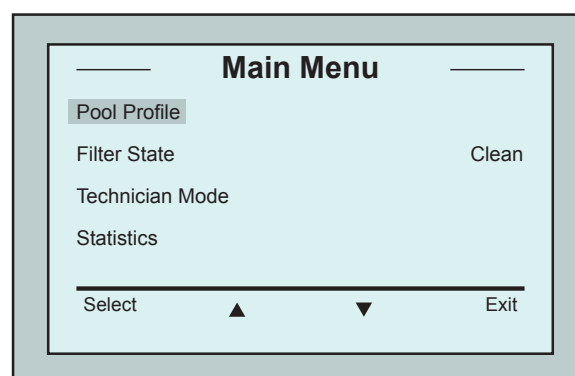 Main Menu
Pool Profile
Filter State Clean
Technician Mode
Statistics
Select ▲ ▼ Exit